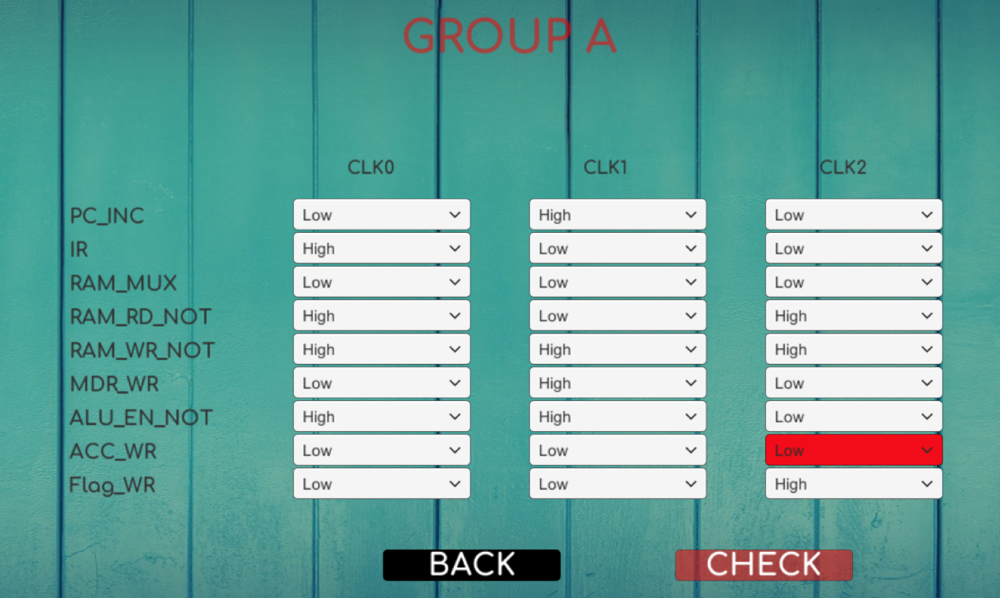 GROUP A
CLK0 CLK1 CLK2
PC_INC Low High Low
IR High Low Low
RAM_MUX Low Low Low
RAM_RD_NOT High Low High
RAM_WR_NOT High High High
MDR_WR Low High Low
ALU_EN_NOT High High Low
ACC_WR Low Low Low
Flag_WR Low Low High
BACK CHECK